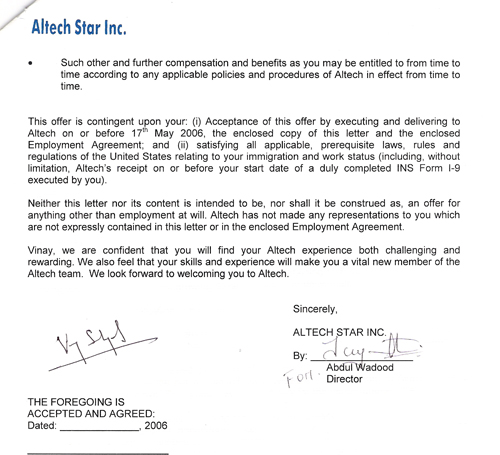 Altech Star Inc.
• Such other and further compensation and benefits as you may be entitled to from time to
time according to any applicable policies and procedures of Altech in effect from time to
time.
This offer is contingent upon your: (i) Acceptance of this offer by executing and delivering to
Altech on or before 17th May 2006, the enclosed copy of this letter and the enclosed
Employment Agreement; and (ii) satisfying all applicable, prerequisite laws, rules and
regulations of the United States relating to your immigration and work status (including, without
limitation, Altech's receipt on or before your start date of a duly completed INS Form I-9
executed by you).
Neither this letter nor its content is intended to be, nor shall it be construed as, an offer for
anything other than employment at will. Altech has not made any representations to you which
are not expressly contained in this letter or in the enclosed Employment Agreement.
Vinay, we are confident that you will find your Altech experience both challenging and
rewarding. We also feel that your skills and experience will make you a vital new member of the
Altech team. We look forward to welcoming you to Altech.
Sincerely,
ALTECH STAR INC.
By:
Abdul Wadood
For. Director
THE FOREGOING IS
ACCEPTED AND AGREED:
Dated: _______________, 2006